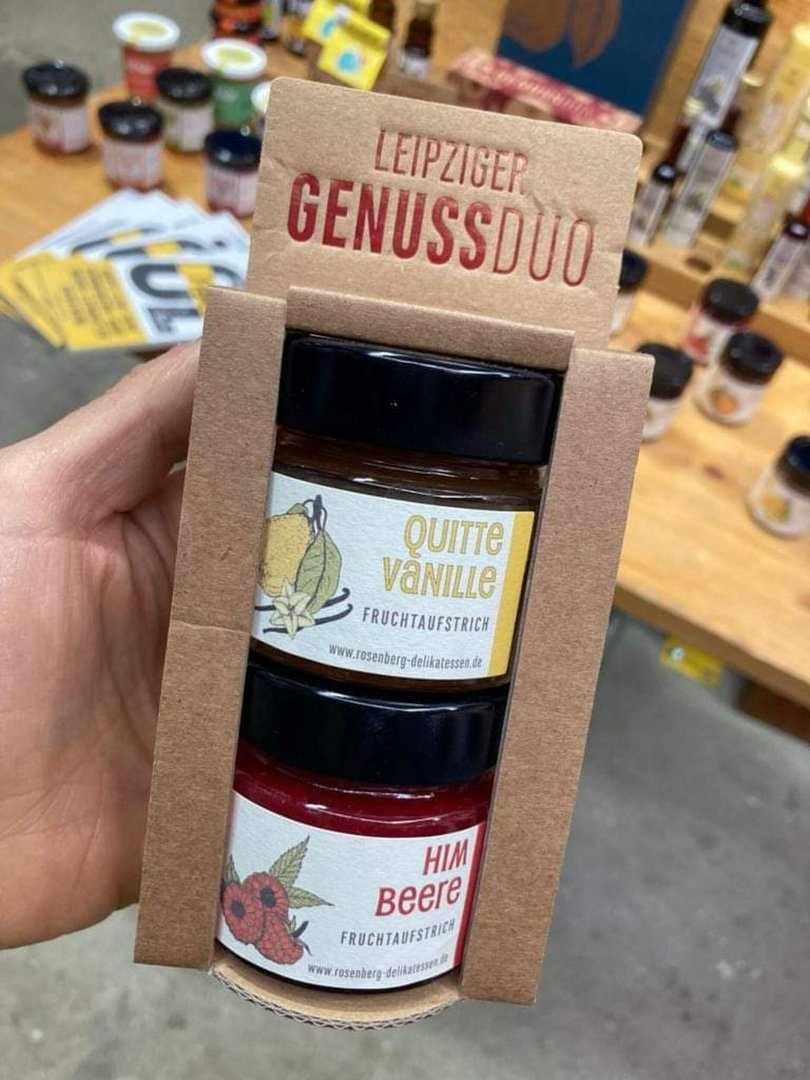 LEIPZIGER
GENUSSDUO
QUITTE
VANILLE
FRUCHTAUFSTRICH
www.rosenberg-delikatessen.de
HIM
BEERE
FRUCHTAUFSTRICH
www.rosenberg-delikatessen.de